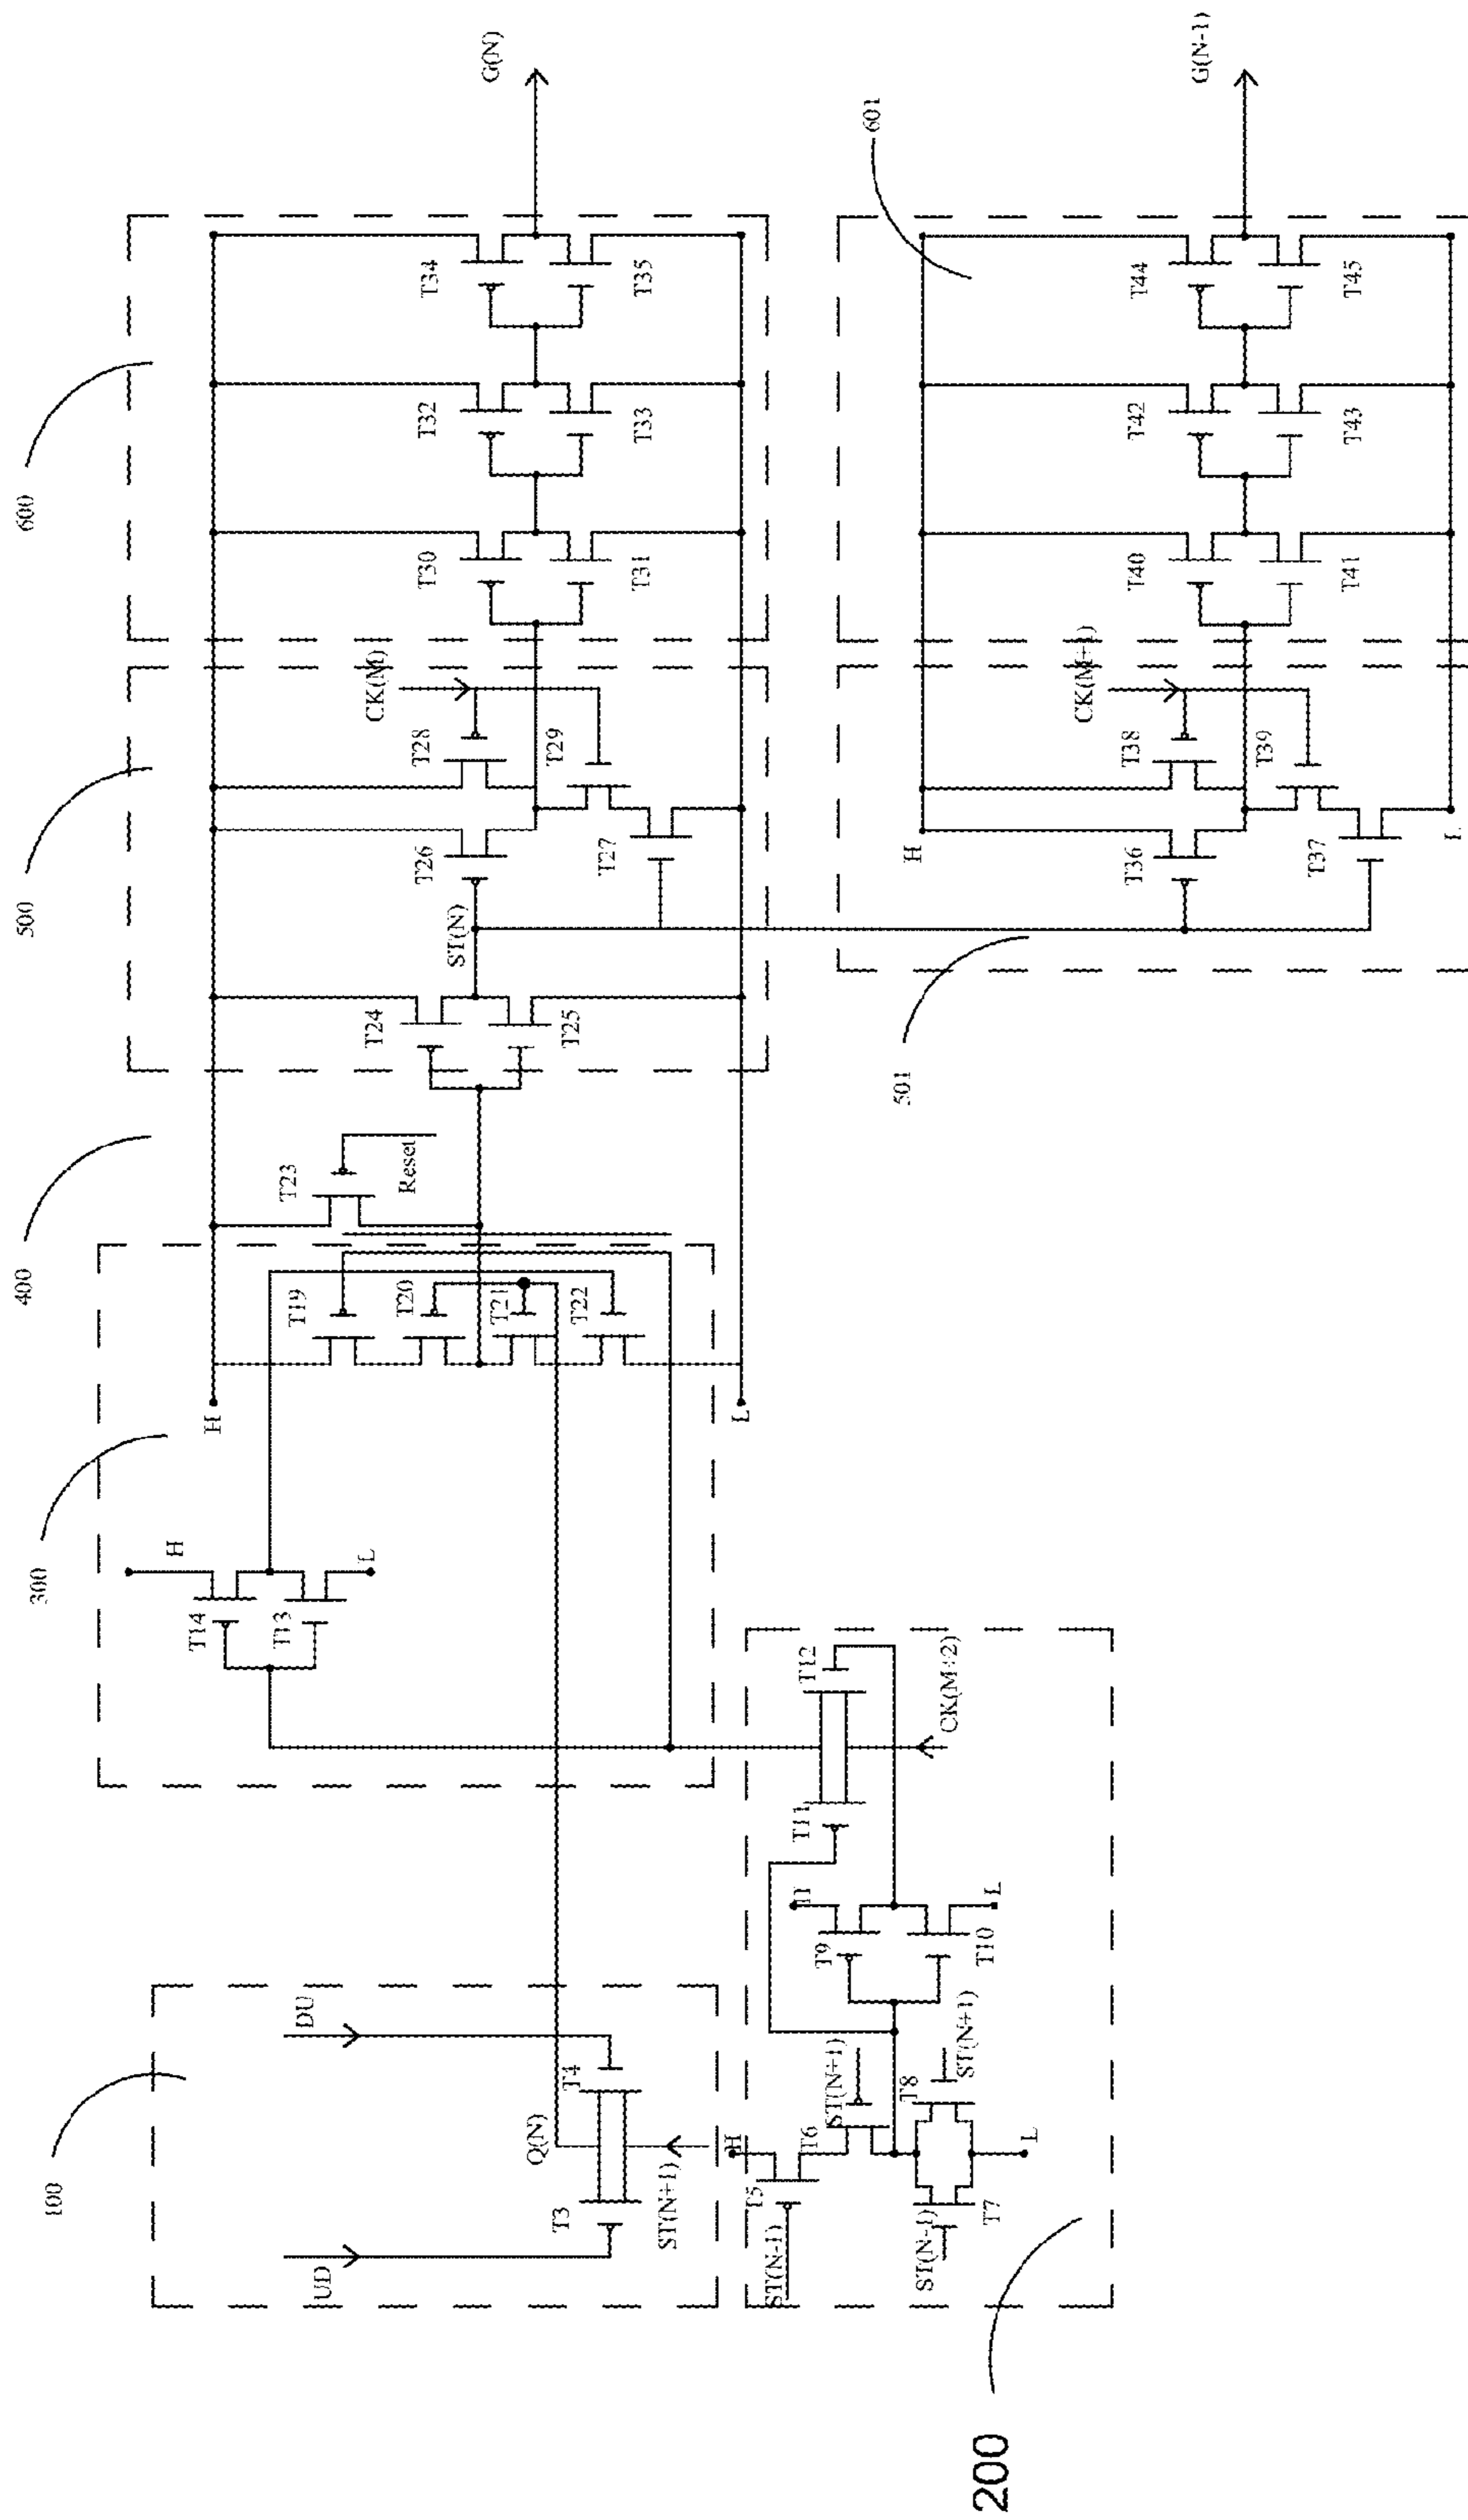 100
UD
DU
T3
T4
Q(N)
ST(N+1)
200
H
ST(N-1)
T5
T6
ST(N+1)
ST(N-1)
T7
T8
ST(N+1)
L
H
T9
T10
L
T11
T12
CK(M+2)
300
T14
T13
H
L
H
L
T19
T20
T21
T22
400
T23
Reset
500
T24
T25
ST(N)
T26
T27
T28
T29
CK(M)
600
T30
T31
T32
T33
T34
T35
G(N)
501
H
T36
T37
L
T38
T39
CK(M+1)
601
T40
T41
T42
T43
T44
T45
G(N-1)